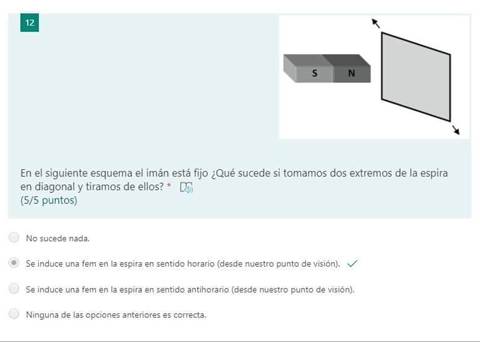 12
S N
En el siguiente esquema el imán está fijo ¿Qué sucede si tomamos dos extremos de la espira
en diagonal y tiramos de ellos? *
(5/5 puntos)
No sucede nada.
Se induce una fem en la espira en sentido horario (desde nuestro punto de visión).
Se induce una fem en la espira en sentido antihorario (desde nuestro punto de visión).
Ninguna de las opciones anteriores es correcta.